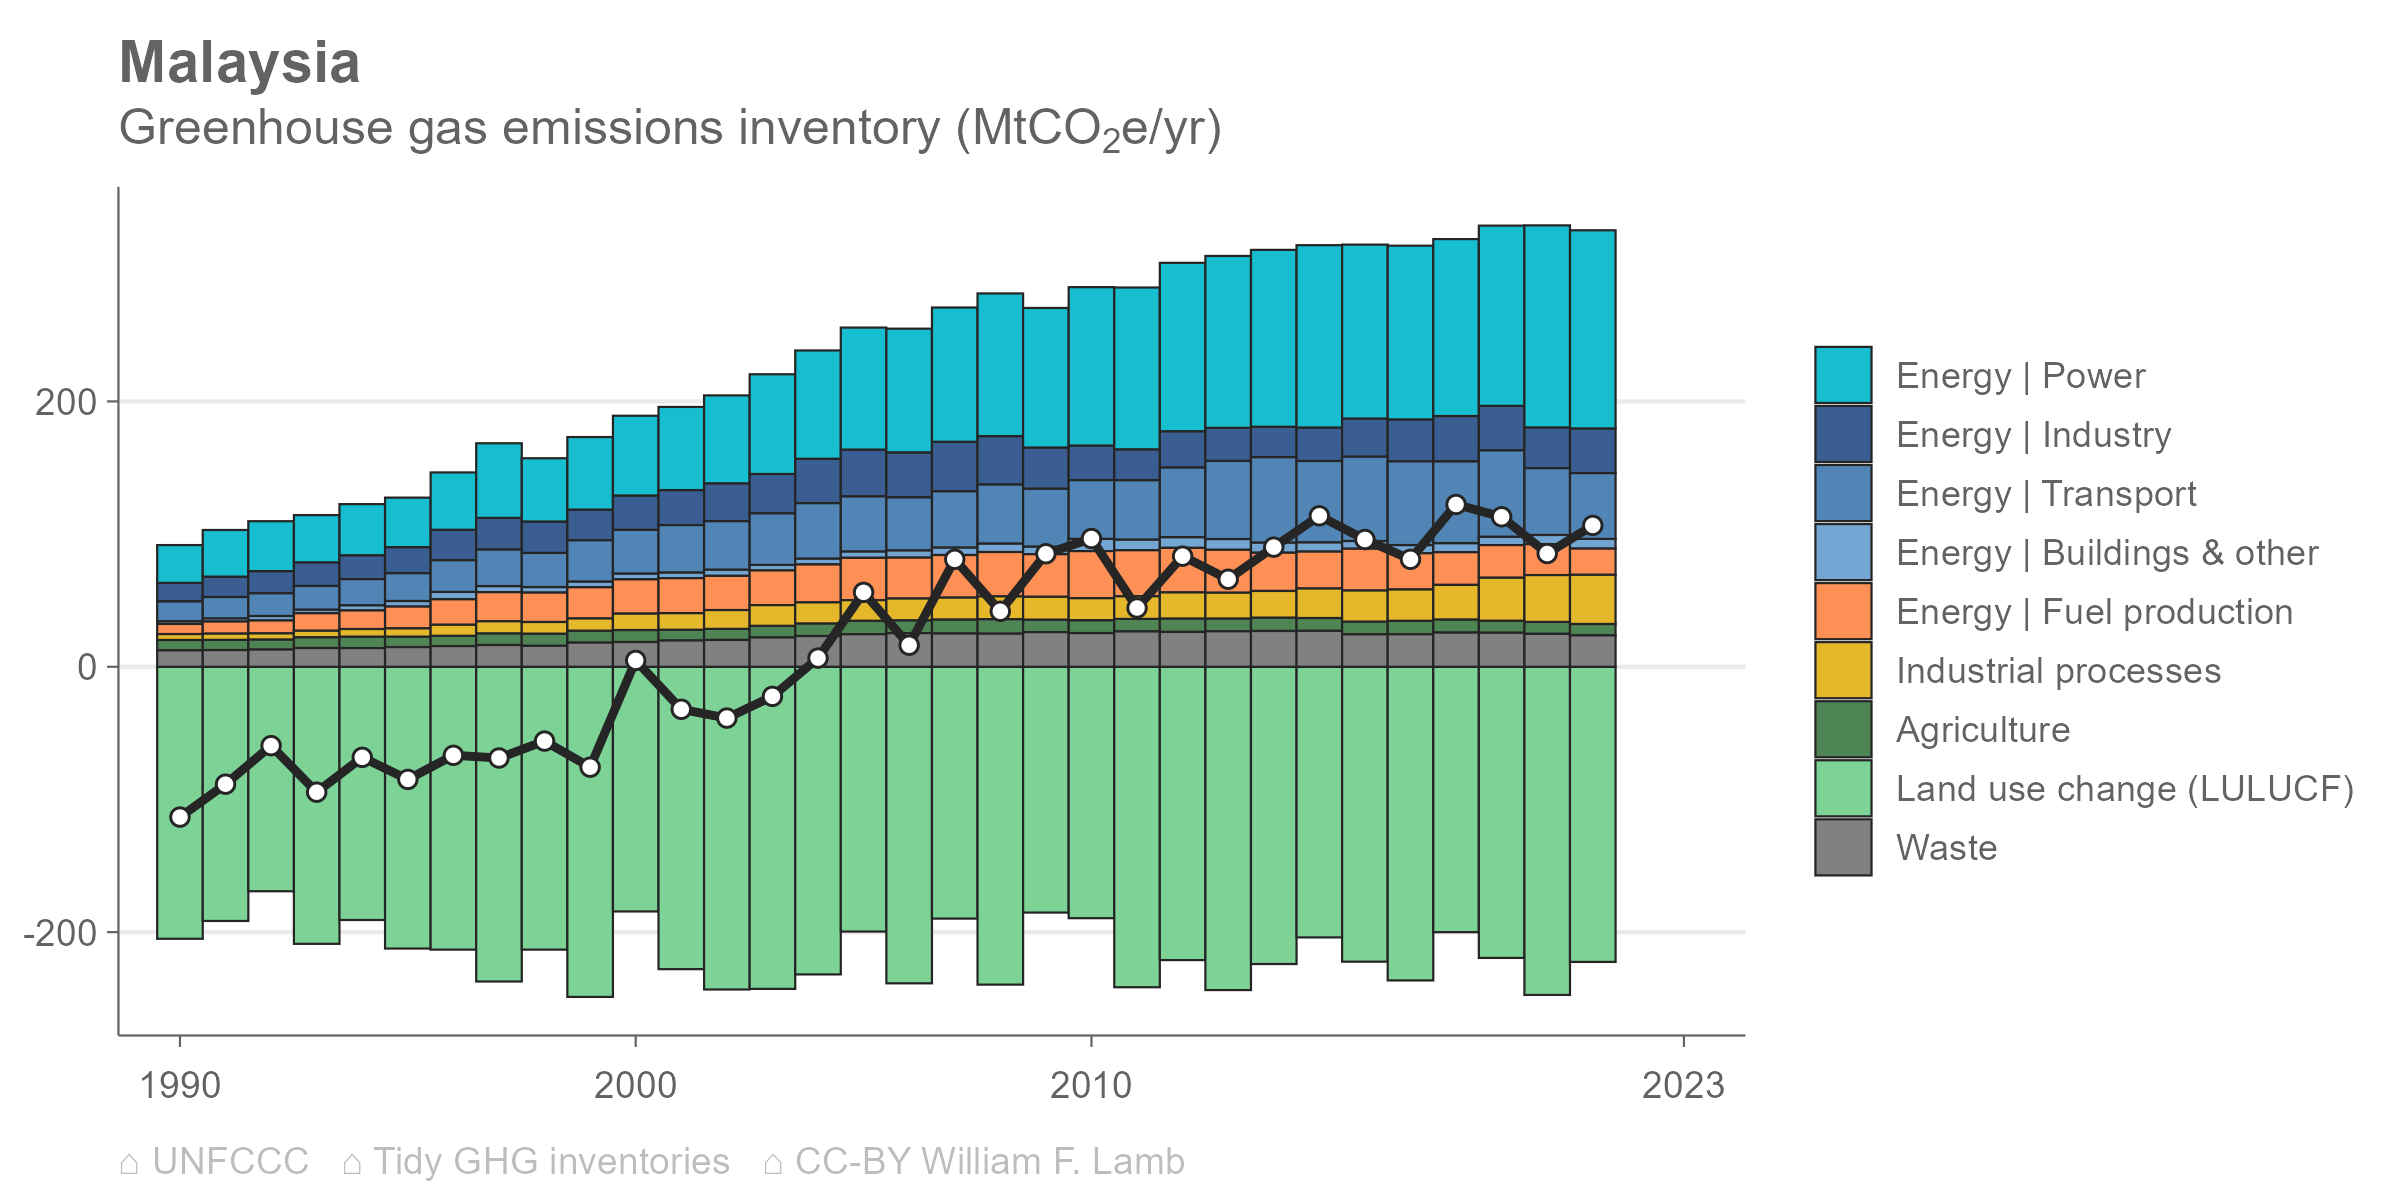 Malaysia
Greenhouse gas emissions inventory (MtCO₂e/yr)
200
0
-200
1990
2000
2010
2023
Energy | Power
Energy | Industry
Energy | Transport
Energy | Buildings & other
Energy | Fuel production
Industrial processes
Agriculture
Land use change (LULUCF)
Waste
⌂ UNFCCC ⌂ Tidy GHG inventories ⌂ CC-BY William F. Lamb